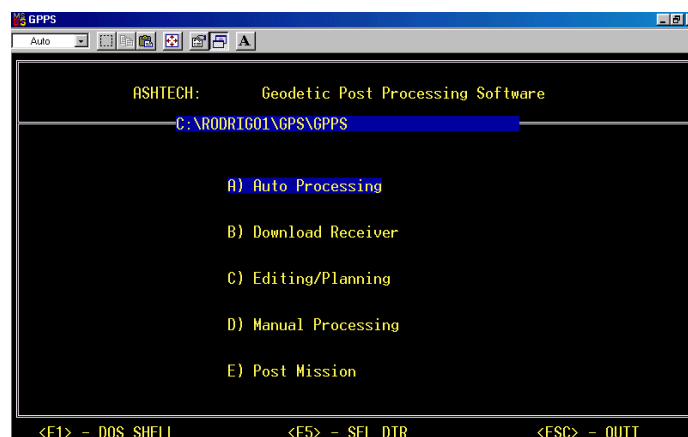 GPPS
Auto
A
ASHTECH: Geodetic Post Processing Software
C:\RODRIGO1\GPS\GPPS
A) Auto Processing
B) Download Receiver
C) Editing/Planning
D) Manual Processing
E) Post Mission
<F1> - DOS SHELL <F5> - SEL DIR <ESC> - QUIT